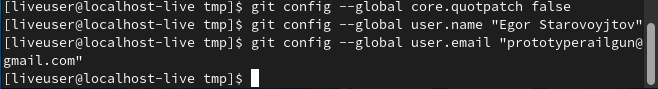 [liveuser@localhost-live tmp]$ git config --global core.quotpatch false
[liveuser@localhost-live tmp]$ git config --global user.name "Egor Starovoyjtov"
[liveuser@localhost-live tmp]$ git config --global user.email "prototyperailgun@
gmail.com"
[liveuser@localhost-live tmp]$